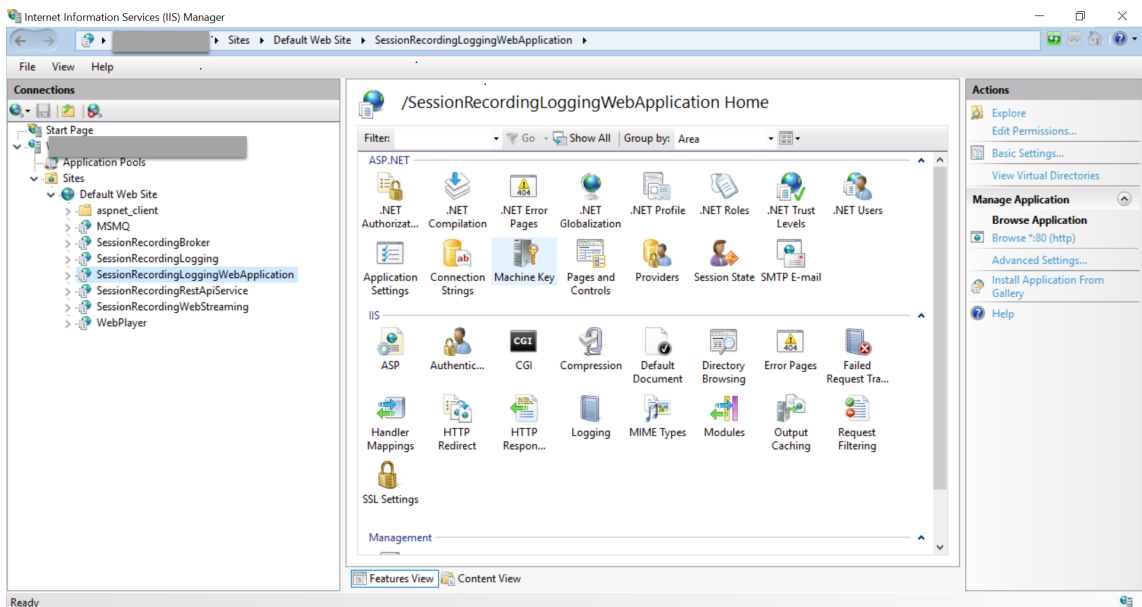 Internet Information Services (IIS) Manager
Sites
Default Web Site
SessionRecordingLoggingWebApplication
File
View
Help
Connections
Start Page
Application Pools
Sites
Default Web Site
aspnet_client
MSMQ
SessionRecordingBroker
SessionRecordingLogging
SessionRecordingLoggingWebApplication
SessionRecordingRestApiService
SessionRecordingWebStreaming
WebPlayer
/SessionRecordingLoggingWebApplication Home
Filter:
Go
Show All
Group by:
Area
ASP.NET
.NET
Authorizat...
.NET
Compilation
.NET Error
Pages
.NET
Globalization
.NET Profile
.NET Roles
.NET Trust
Levels
.NET Users
Application
Settings
Connection
Strings
Machine Key
Pages and
Controls
Providers
Session State
SMTP E-mail
IIS
ASP
Authentic...
CGI
Compression
Default
Document
Directory
Browsing
Error Pages
Failed
Request Tra...
Handler
Mappings
HTTP
Redirect
HTTP
Respon...
Logging
MIME Types
Modules
Output
Caching
Request
Filtering
SSL Settings
Management
Features View
Content View
Actions
Explore
Edit Permissions...
Basic Settings...
View Virtual Directories
Manage Application
Browse Application
Browse *:80 (http)
Advanced Settings...
Install Application From
Gallery
Help
Ready